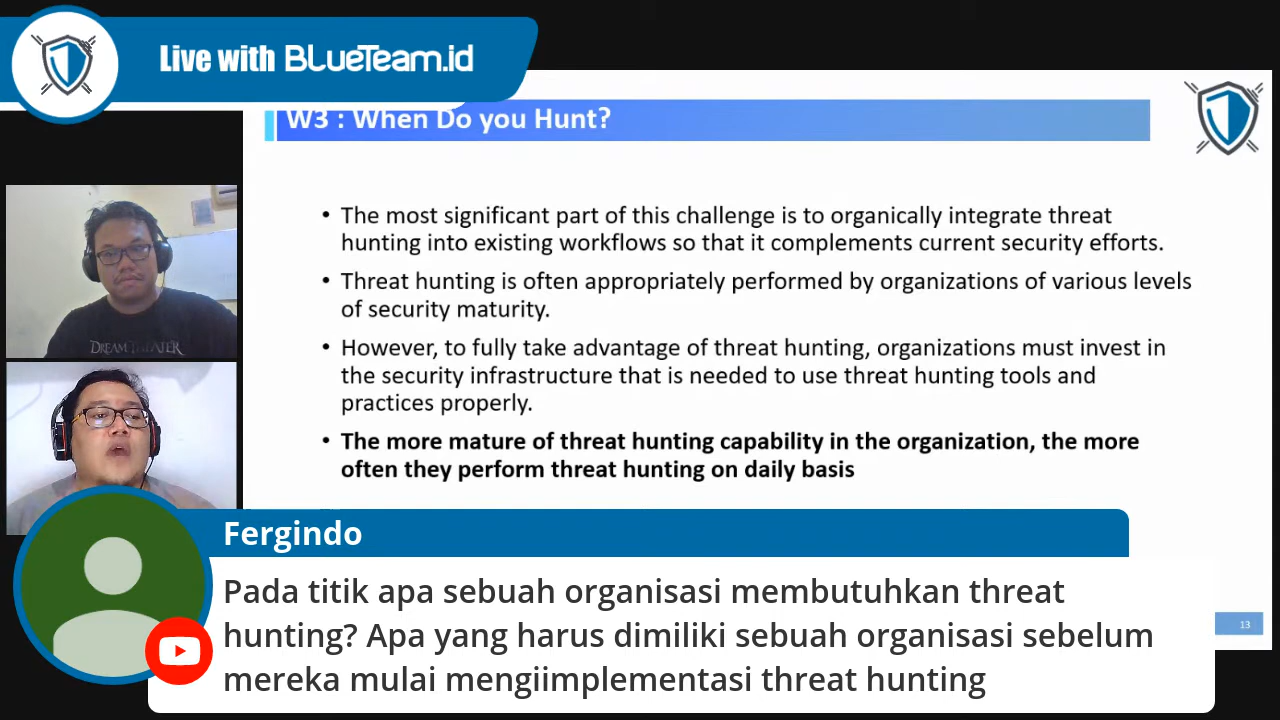 Live with BLueTeam.id
W3 : When Do you Hunt?
• The most significant part of this challenge is to organically integrate threat
hunting into existing workflows so that it complements current security efforts.
• Threat hunting is often appropriately performed by organizations of various levels
of security maturity.
• However, to fully take advantage of threat hunting, organizations must invest in
the security infrastructure that is needed to use threat hunting tools and
practices properly.
• The more mature of threat hunting capability in the organization, the more
often they perform threat hunting on daily basis
DREAM THEATER
Fergindo
Pada titik apa sebuah organisasi membutuhkan threat
hunting? Apa yang harus dimiliki sebuah organisasi sebelum
mereka mulai mengiimplementasi threat hunting
13